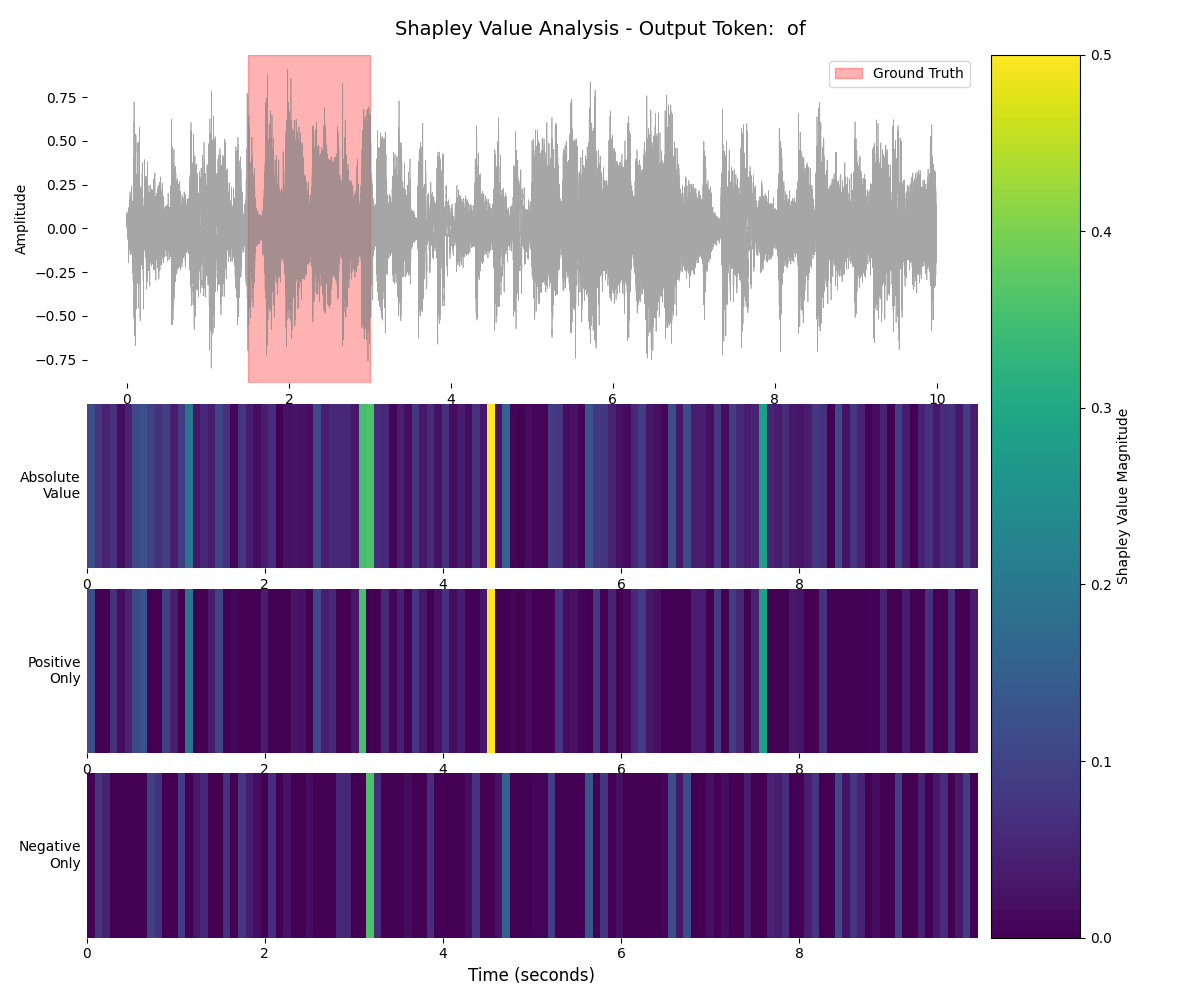 Shapley Value Analysis - Output Token:  of
Ground Truth
Amplitude
0.75
0.50
0.25
0.00
−0.25
−0.50
−0.75
0 2 4 6 8 10
Absolute
Value
0 2 4 6 8
Positive
Only
0 2 4 6 8
Negative
Only
0 2 4 6 8
Time (seconds)
0.5
0.4
0.3
0.2
0.1
0.0
Shapley Value Magnitude